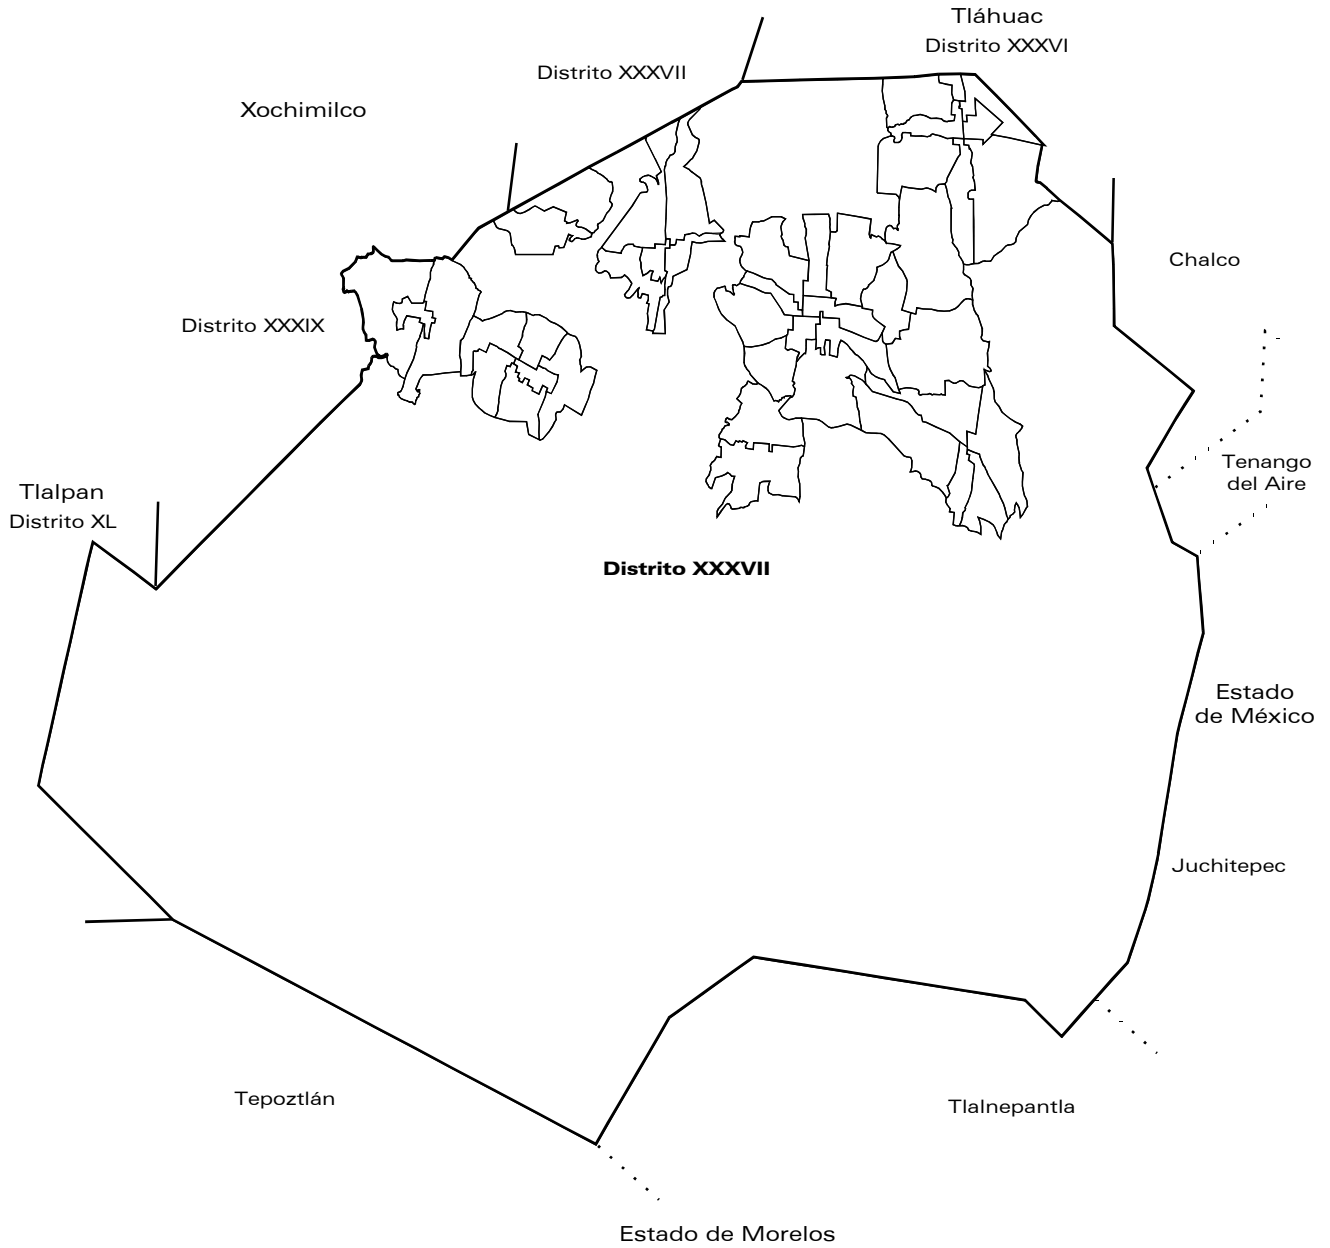 Tláhuac
Distrito XXXVI
Distrito XXXVII
Xochimilco
Chalco
Distrito XXXIX
Tenango
del Aire
Tlalpan
Distrito XL
Distrito XXXVII
Estado
de México
Juchitepec
Tepoztlán
Tlalnepantla
Estado de Morelos